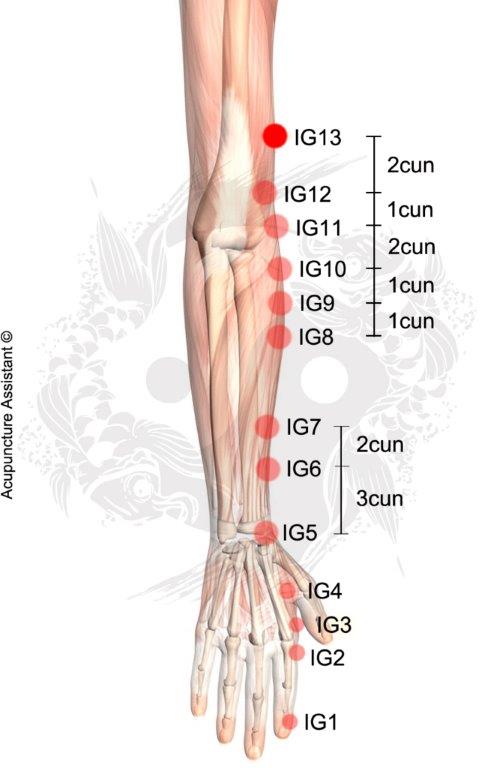 IG13
2cun
IG12
1cun
IG11
2cun
IG10
1cun
IG9
1cun
IG8
IG7
2cun
IG6
3cun
IG5
IG4
IG3
IG2
IG1
Acupuncture Assistant ©